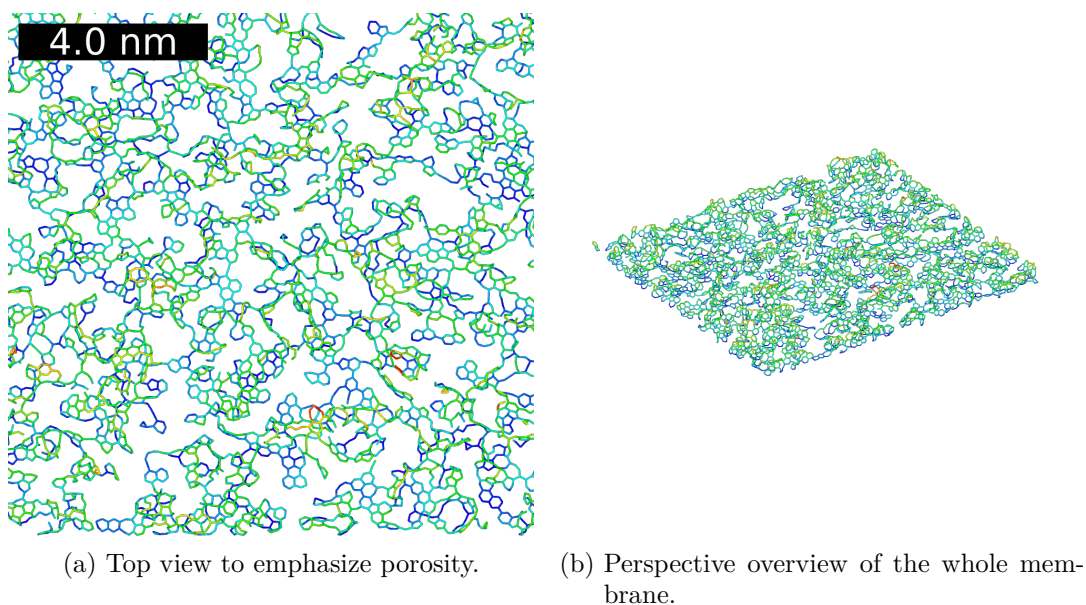 4.0 nm
(a) Top view to emphasize porosity.
(b) Perspective overview of the whole mem-
brane.